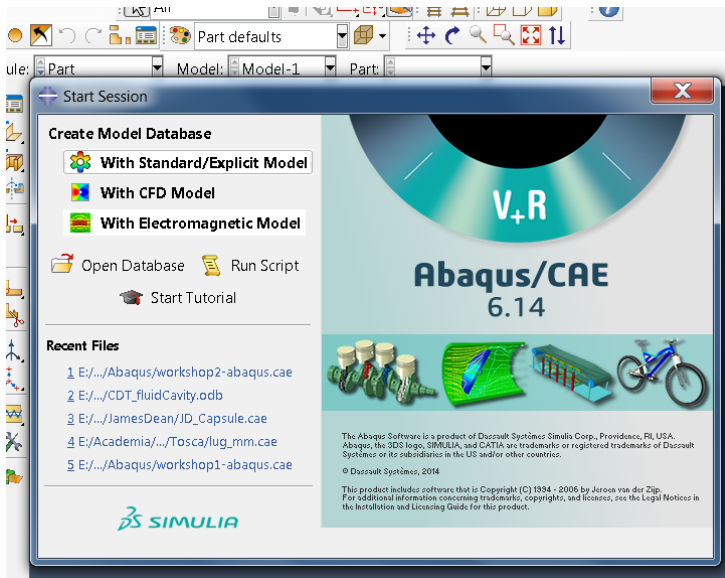 All
Part defaults
ule: Part Model: Model-1 Part:
Start Session
Create Model Database
With Standard/Explicit Model
With CFD Model
With Electromagnetic Model
Open Database Run Script
Start Tutorial
Recent Files
1 E:/.../Abaqus/workshop2-abaqus.cae
2 E:/.../CDT_fluidCavity.odb
3 E:/.../JamesDean/JD_Capsule.cae
4 E:/Academia/.../Tosca/lug_mm.cae
5 E:/.../Abaqus/workshop1-abaqus.cae
3S SIMULIA
V+R
Abaqus/CAE
6.14
The Abaqus Software is a product of Dassault Systèmes Simulia Corp., Providence, RI, USA.
Abaqus, the 3DS logo, SIMULIA, and CATIA are trademarks or registered trademarks of Dassault
Systèmes or its subsidiaries in the US and/or other countries.
© Dassault Systèmes, 2014
This product includes software that is Copyright (C) 1994 - 2006 by Jeroen van der Zijp.
For additional information concerning trademarks, copyrights, and licenses, see the Legal Notices in
the Installation and Licensing Guide for this product.